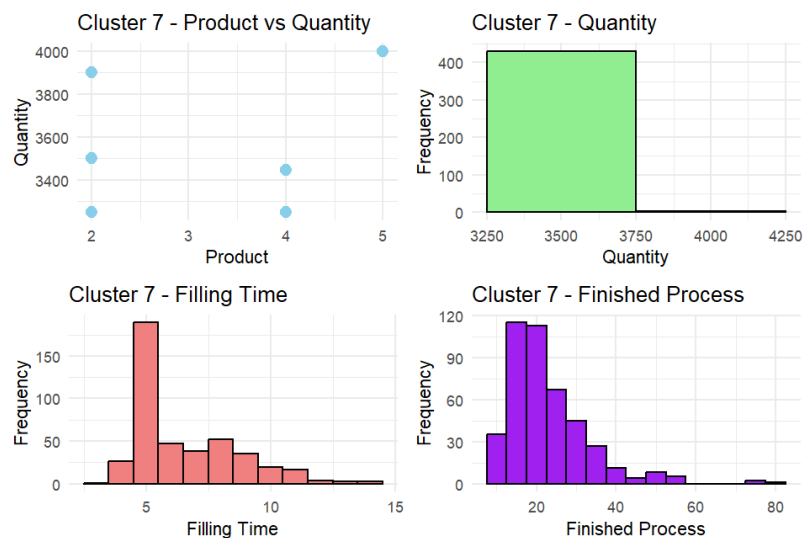 Cluster 7 - Product vs Quantity
Quantity
4000
3800
3600
3400
2 3 4 5
Product
Cluster 7 - Quantity
Frequency
400
300
200
100
0
3250 3500 3750 4000 4250
Quantity
Cluster 7 - Filling Time
Frequency
150
100
50
0
5 10 15
Filling Time
Cluster 7 - Finished Process
Frequency
120
90
60
30
0
20 40 60 80
Finished Process